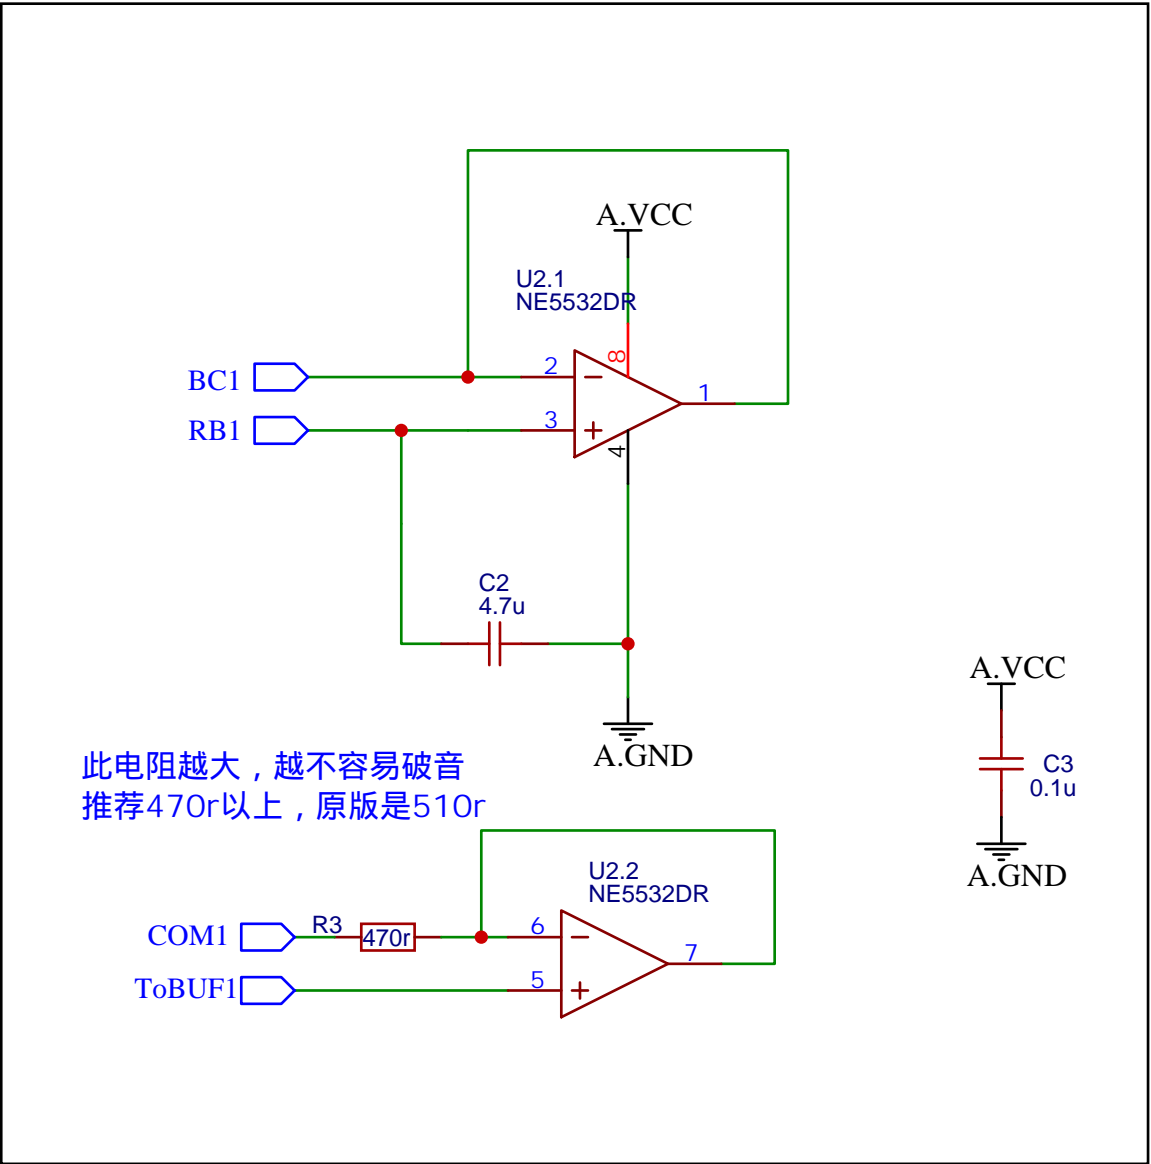 A.VCC
U2.1
NE5532DR
8
BC1
2
1
RB1
3
4
C2
4.7u
A.GND
A.VCC
C3
0.1u
A.GND
此电阻越大，越不容易破音
推荐470r以上，原版是510r
U2.2
NE5532DR
COM1
R3
470r
6
7
ToBUF1
5